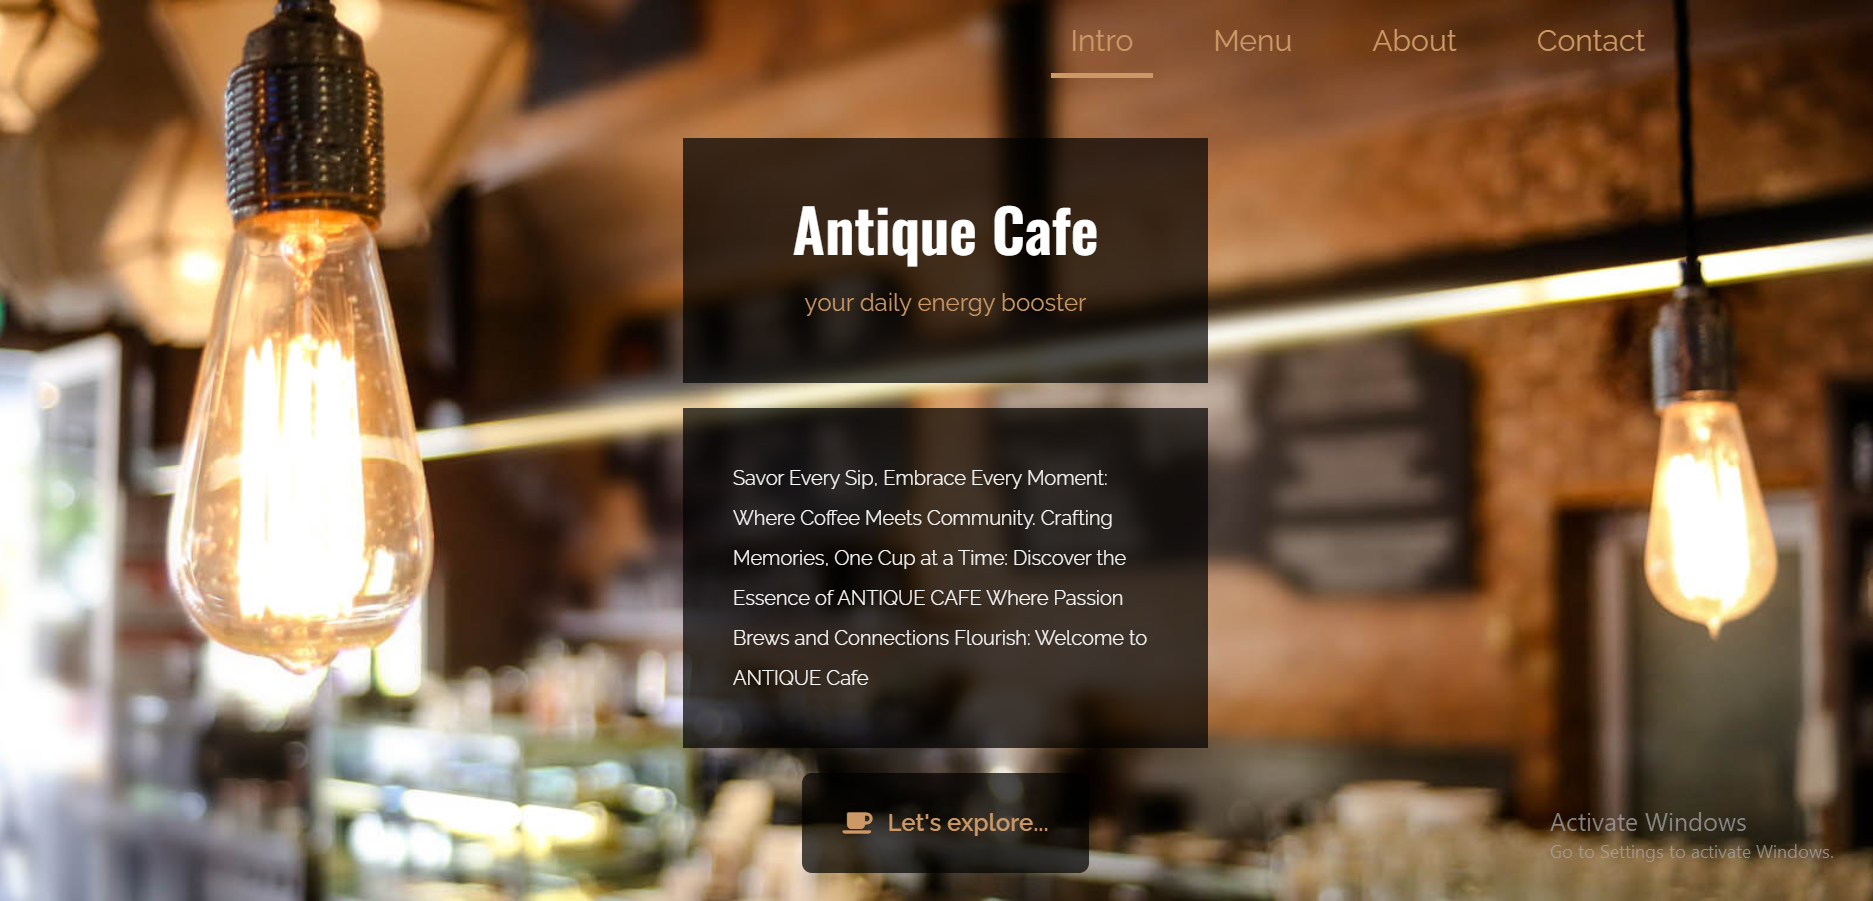 Intro Menu About Contact
Antique Cafe
your daily energy booster
Savor Every Sip, Embrace Every Moment:
Where Coffee Meets Community. Crafting
Memories, One Cup at a Time: Discover the
Essence of ANTIQUE CAFE Where Passion
Brews and Connections Flourish: Welcome to
ANTIQUE Cafe
Let's explore...
Activate Windows
Go to Settings to activate Windows.